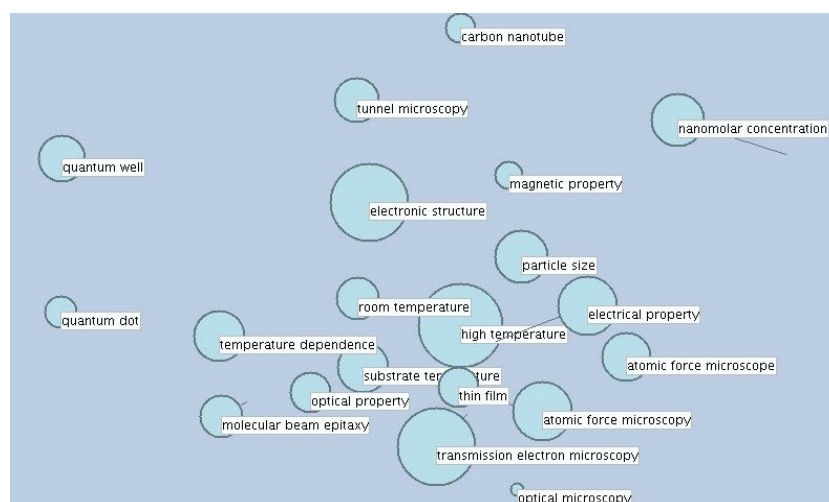 carbon nanotube
tunnel microscopy
nanomolar concentration
quantum well
magnetic property
electronic structure
particle size
room temperature
electrical property
quantum dot
high temperature
temperature dependence
atomic force microscope
substrate temperature
thin film
optical property
atomic force microscopy
molecular beam epitaxy
transmission electron microscopy
optical microscopy